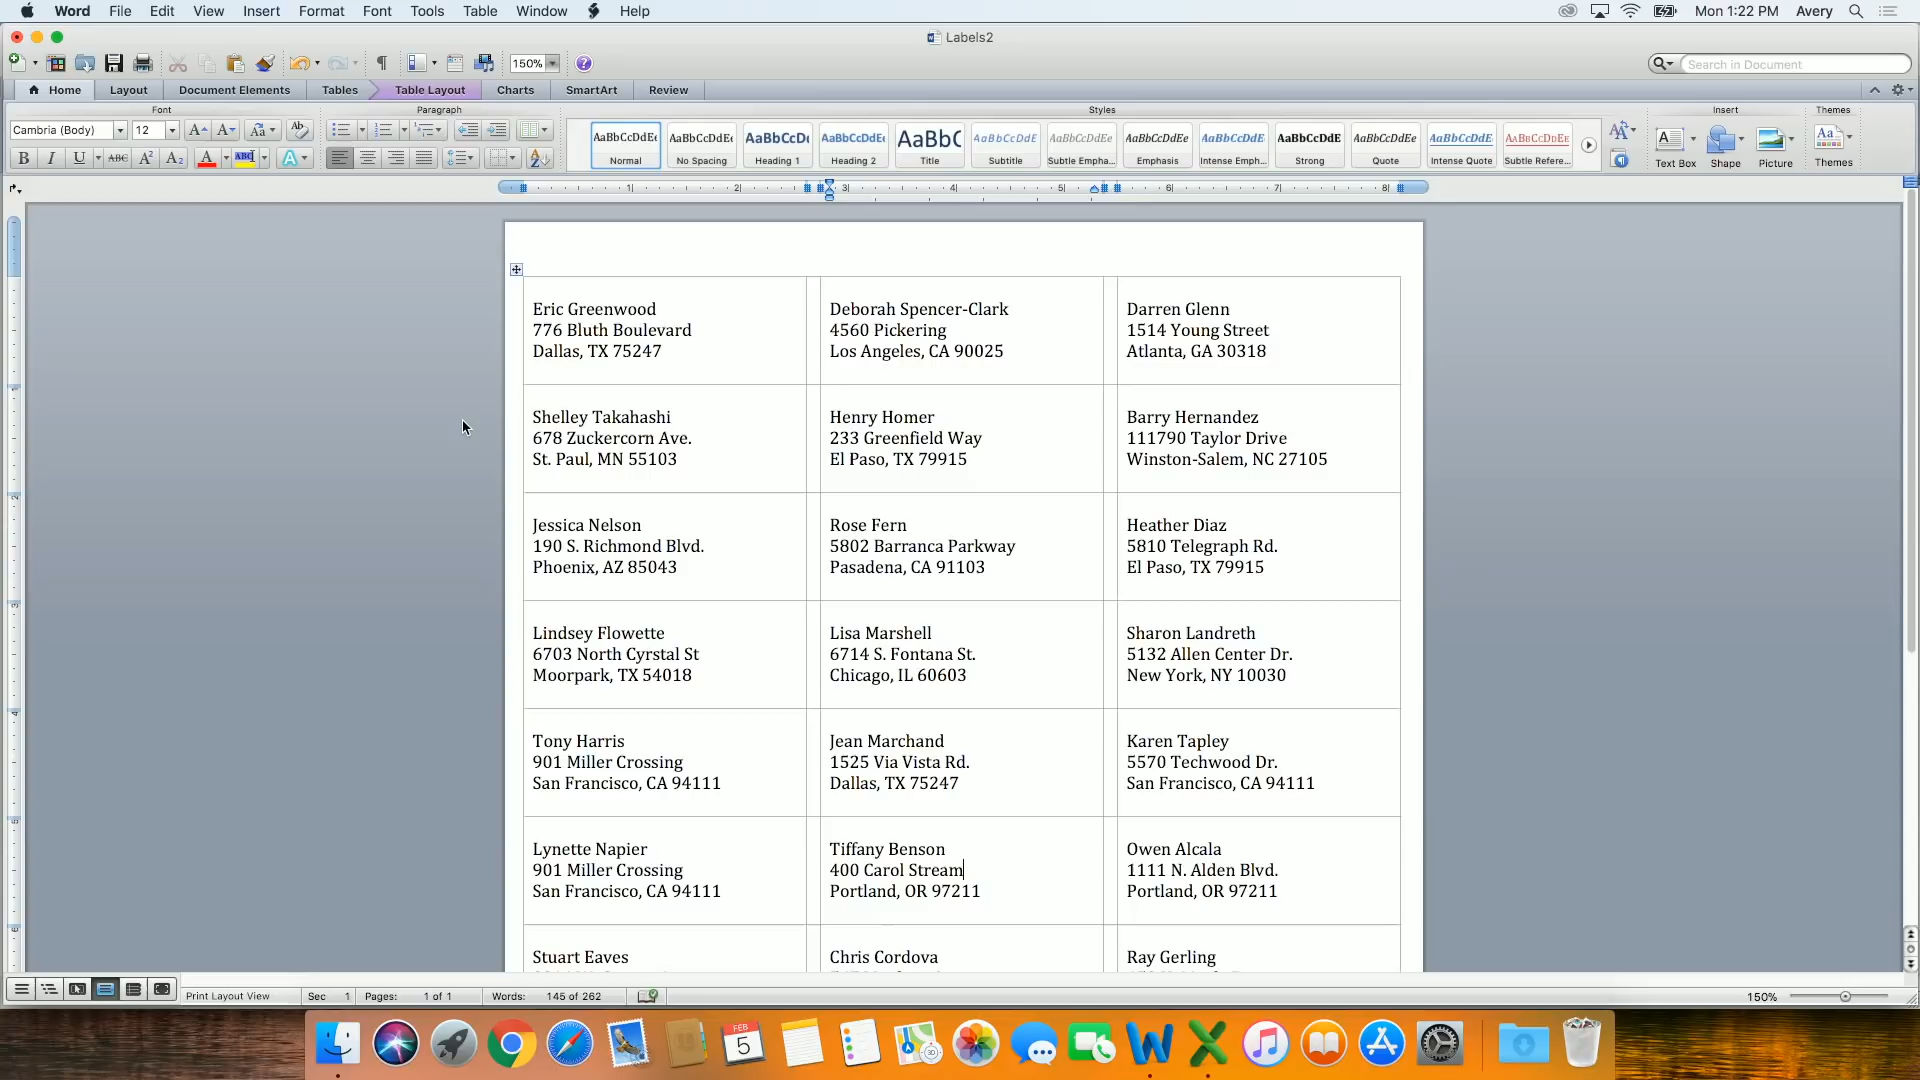 Word File Edit View Insert Format Font Tools Table Window Help
Mon 1:22 PM Avery
Labels2
150%
Search in Document
Home Layout Document Elements Tables Table Layout Charts SmartArt Review
Font Paragraph Styles Insert Themes
Cambria (Body) 12
AaBbCcDdEe AaBbCcDdEe AaBbCcDc AaBbCcDdEe AaBbC AaBbCcDdE AaBbCcDdEe AaBbCcDdEe AaBbCcDdE AaBbCcDdE AaBbCcDdEe AaBbCcDdE AaBbCcDdEe
Normal No Spacing Heading 1 Heading 2 Title Subtitle Subtle Empha... Emphasis Intense Emph... Strong Quote Intense Quote Subtle Refere...
Text Box Shape Picture Themes
1 2 3 4 5 6 7 8
Eric Greenwood
776 Bluth Boulevard
Dallas, TX 75247
Deborah Spencer-Clark
4560 Pickering
Los Angeles, CA 90025
Darren Glenn
1514 Young Street
Atlanta, GA 30318
Shelley Takahashi
678 Zuckercorn Ave.
St. Paul, MN 55103
Henry Homer
233 Greenfield Way
El Paso, TX 79915
Barry Hernandez
111790 Taylor Drive
Winston-Salem, NC 27105
Jessica Nelson
190 S. Richmond Blvd.
Phoenix, AZ 85043
Rose Fern
5802 Barranca Parkway
Pasadena, CA 91103
Heather Diaz
5810 Telegraph Rd.
El Paso, TX 79915
Lindsey Flowette
6703 North Cyrstal St
Moorpark, TX 54018
Lisa Marshell
6714 S. Fontana St.
Chicago, IL 60603
Sharon Landreth
5132 Allen Center Dr.
New York, NY 10030
Tony Harris
901 Miller Crossing
San Francisco, CA 94111
Jean Marchand
1525 Via Vista Rd.
Dallas, TX 75247
Karen Tapley
5570 Techwood Dr.
San Francisco, CA 94111
Lynette Napier
901 Miller Crossing
San Francisco, CA 94111
Tiffany Benson
400 Carol Stream
Portland, OR 97211
Owen Alcala
1111 N. Alden Blvd.
Portland, OR 97211
Stuart Eaves
Chris Cordova
Ray Gerling
Print Layout View Sec 1 Pages: 1 of 1 Words: 145 of 262 150%
FEB
5